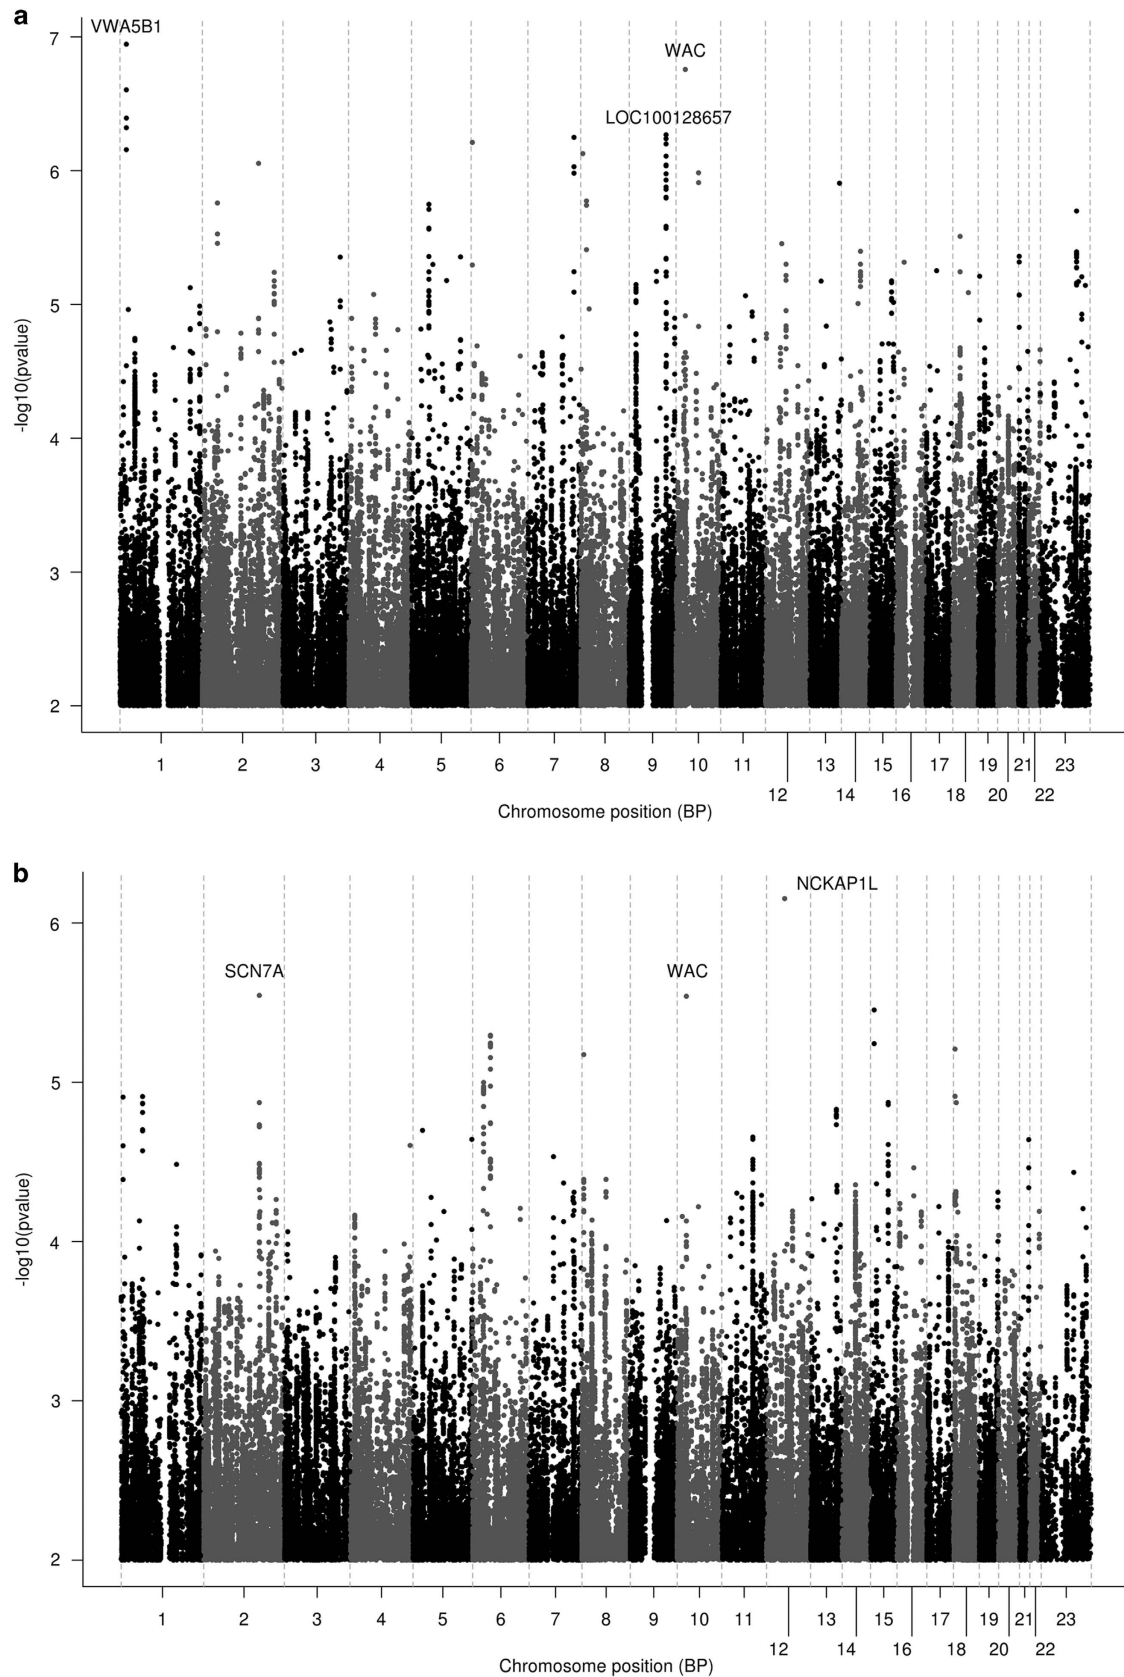 a
VWA5B1
WAC
LOC100128657
7
6
5
4
3
2
-log10(pvalue)
1 2 3 4 5 6 7 8 9 10 11 13 15 17 19 21 23
12 14 16 18 20 22
Chromosome position (BP)
b
NCKAP1L
SCN7A WAC
6
5
4
3
2
-log10(pvalue)
1 2 3 4 5 6 7 8 9 10 11 13 15 17 19 21 23
12 14 16 18 20 22
Chromosome position (BP)